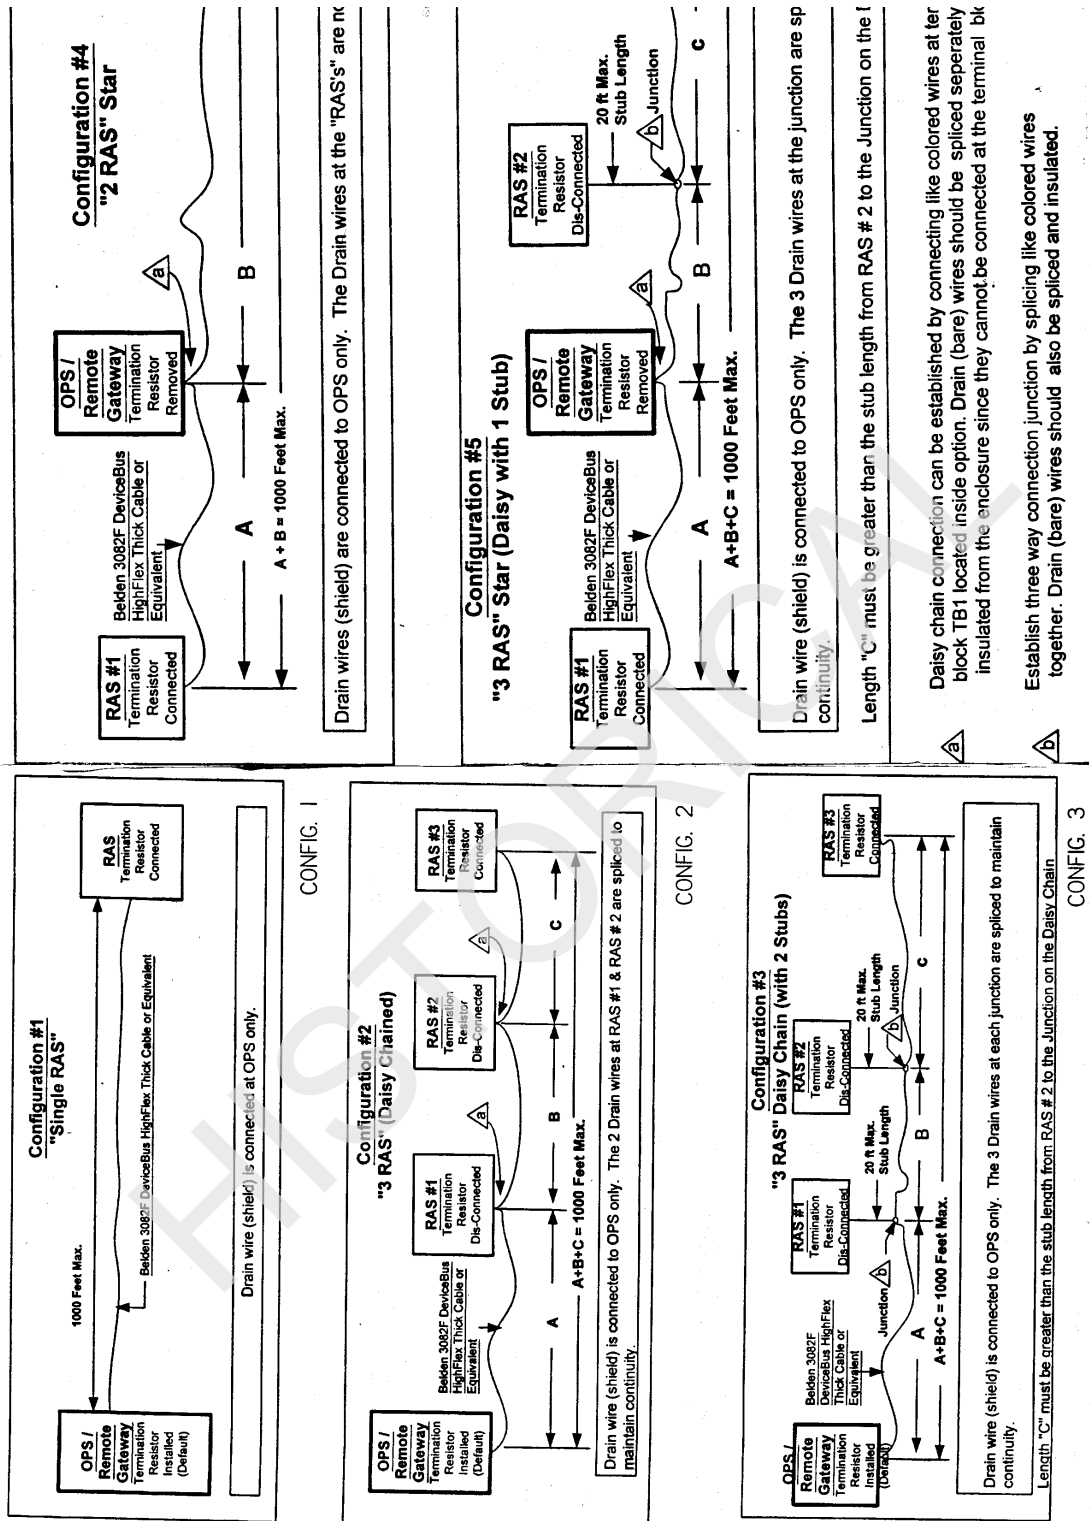 Configuration #1
"Single RAS"
1000 Feet Max.
OPS /
Remote
Gateway
Termination
Resistor
Installed
(Default)
Belden 3082F DeviceBus HighFlex Thick Cable or Equivalent
RAS
Termination
Resistor
Connected
Drain wire (shield) is connected at OPS only.
CONFIG. 1
Configuration #2
"3 RAS" (Daisy Chained)
OPS /
Remote
Gateway
Termination
Resistor
Installed
(Default)
Belden 3082F DeviceBus
HighFlex Thick Cable or
Equivalent
RAS #1
Termination
Resistor
Dis-Connected
a
RAS #2
Termination
Resistor
Dis-Connected
a
RAS #3
Termination
Resistor
Connected
A
B
C
A+B+C = 1000 Feet Max.
Drain wire (shield) is connected to OPS only. The 2 Drain wires at RAS #1 & RAS # 2 are spliced to
maintain continuity.
CONFIG. 2
Configuration #3
"3 RAS" Daisy Chain (with 2 Stubs)
OPS /
Remote
Gateway
Termination
Resistor
Installed
(Default)
Belden 3082F
DeviceBus HighFlex
Thick Cable or
Equivalent
Junction
b
RAS #1
Termination
Resistor
Dis-Connected
20 ft Max.
Stub Length
RAS #2
Termination
Resistor
Dis-Connected
20 ft Max.
Stub Length
b
Junction
RAS #3
Termination
Resistor
Connected
A
B
C
A+B+C = 1000 Feet Max.
Drain wire (shield) is connected to OPS only. The 3 Drain wires at each junction are spliced to maintain
continuity.
Length "C" must be greater than the stub length from RAS # 2 to the Junction on the Daisy Chain
CONFIG. 3
Configuration #4
"2 RAS" Star
RAS #1
Termination
Resistor
Connected
Belden 3082F DeviceBus
HighFlex Thick Cable or
Equivalent
OPS /
Remote
Gateway
Termination
Resistor
Removed
a
A
B
A + B = 1000 Feet Max.
Drain wires (shield) are connected to OPS only. The Drain wires at the "RAS's" are
Configuration #5
"3 RAS" Star (Daisy with 1 Stub)
RAS #1
Termination
Resistor
Connected
Belden 3082F DeviceBus
HighFlex Thick Cable or
Equivalent
OPS /
Remote
Gateway
Termination
Resistor
Removed
a
RAS #2
Termination
Resistor
Dis-Connected
20 ft Max.
Stub Length
b
Junction
A
B
C
A+B+C = 1000 Feet Max.
Drain wire (shield) is connected to OPS only. The 3 Drain wires at the junction are sp
continuity.
Length "C" must be greater than the stub length from RAS # 2 to the Junction on the
a
Daisy chain connection can be established by connecting like colored wires at ter
block TB1 located inside option. Drain (bare) wires should be spliced seperately
insulated from the enclosure since they cannot be connected at the terminal blo
b
Establish three way connection junction by splicing like colored wires
together. Drain (bare) wires should also be spliced and insulated.
HISTORICAL